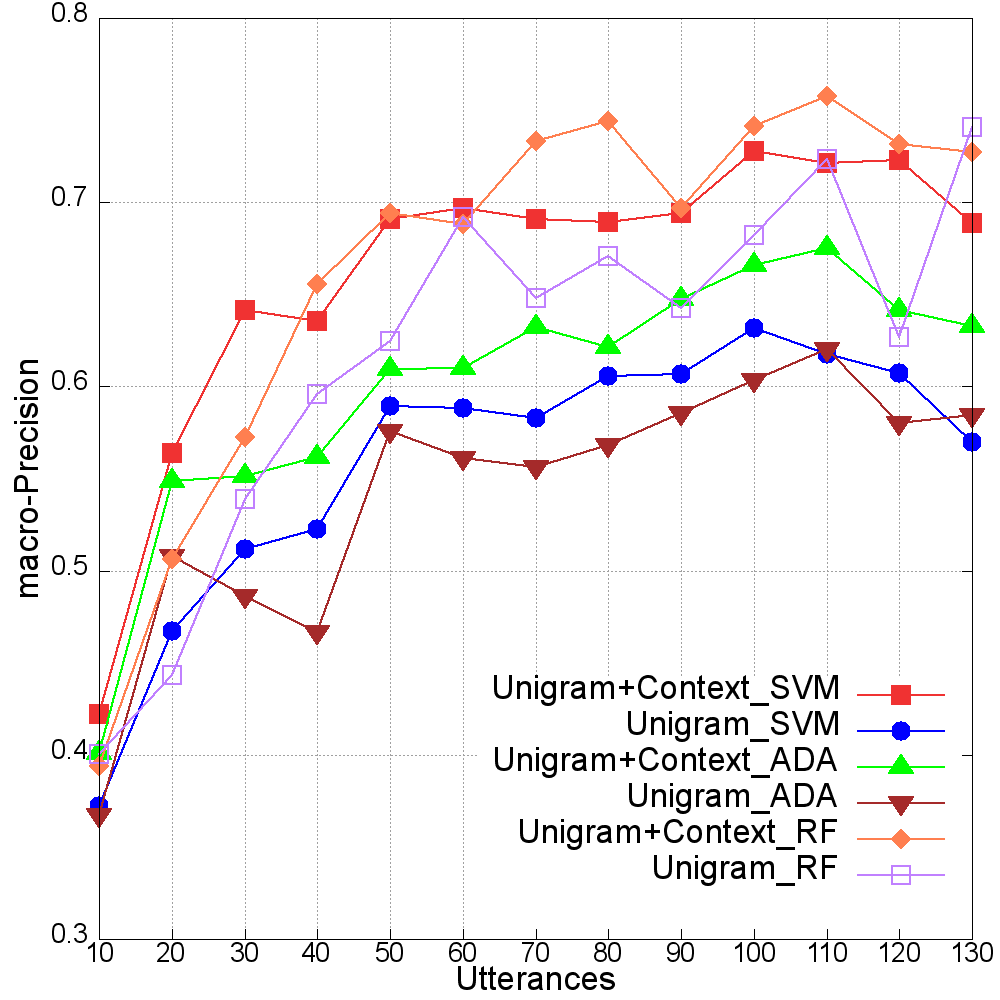 0.8
0.7
0.6
0.5
0.4
0.3
macro-Precision
Unigram+Context_SVM
Unigram_SVM
Unigram+Context_ADA
Unigram_ADA
Unigram+Context_RF
Unigram_RF
10 20 30 40 50 60 70 80 90 100 110 120 130
Utterances